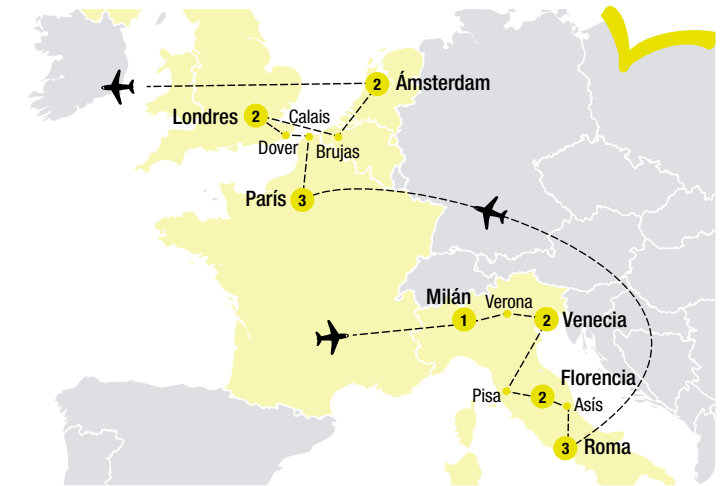 2 Ámsterdam
Londres 2
Calais
Dover
Brujas
París 3
Milán
1
Verona
2 Venecia
Florencia
Pisa
2
Asís
3 Roma